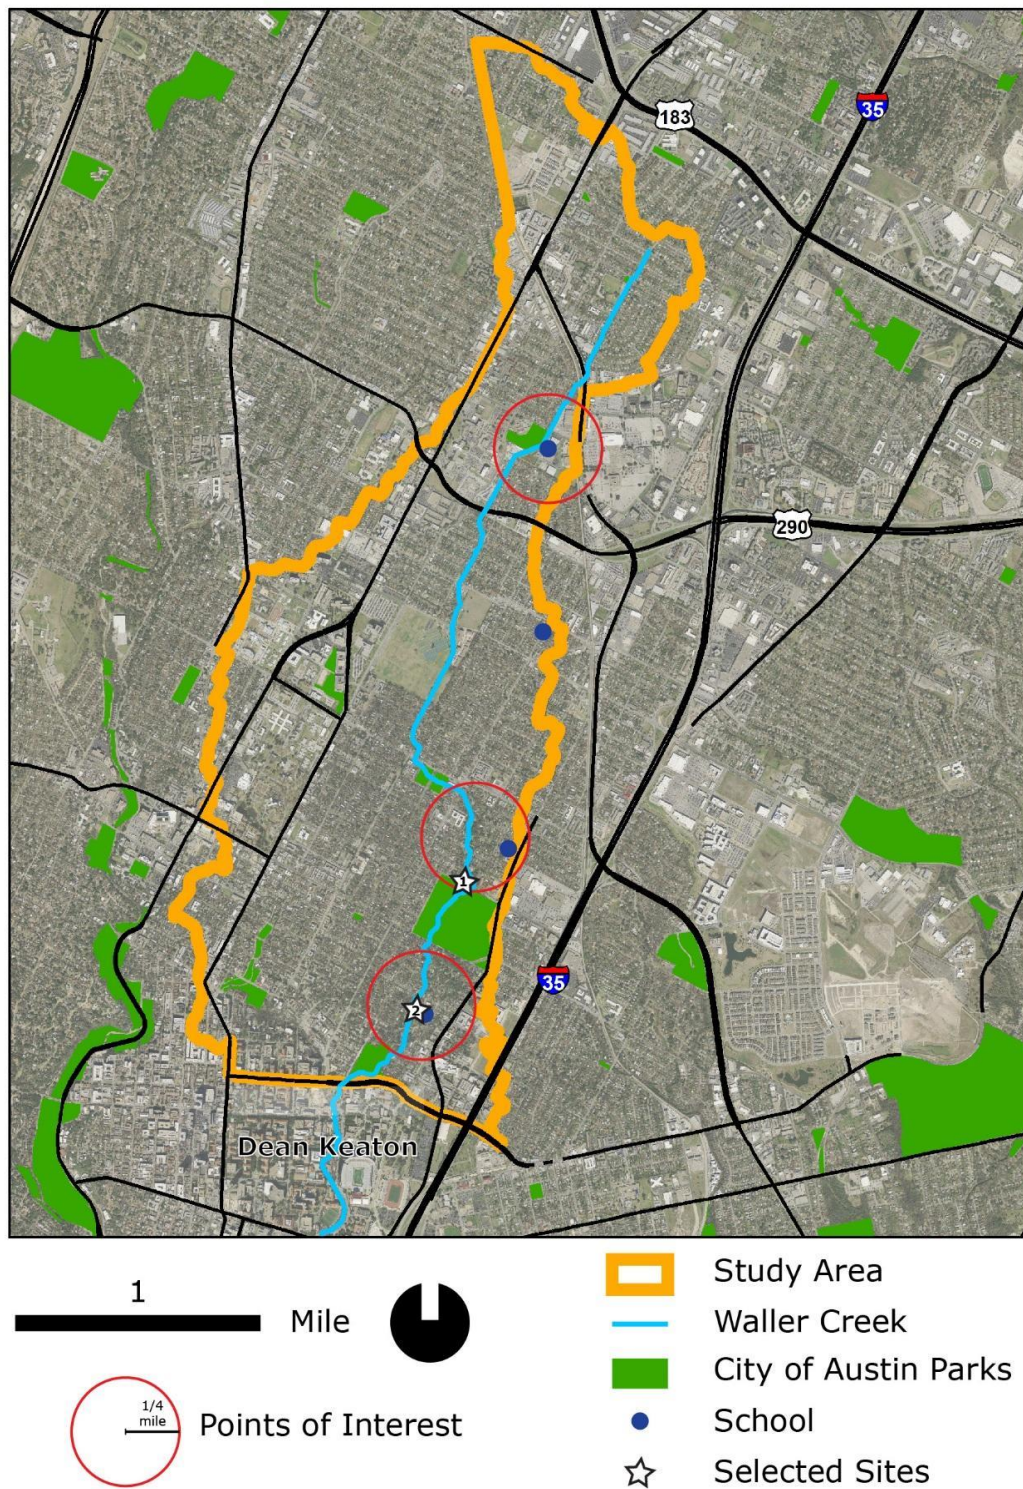 183
35
290
1
35
2
Dean Keaton
1
Mile
1/4
mile
Points of Interest
Study Area
Waller Creek
City of Austin Parks
School
Selected Sites